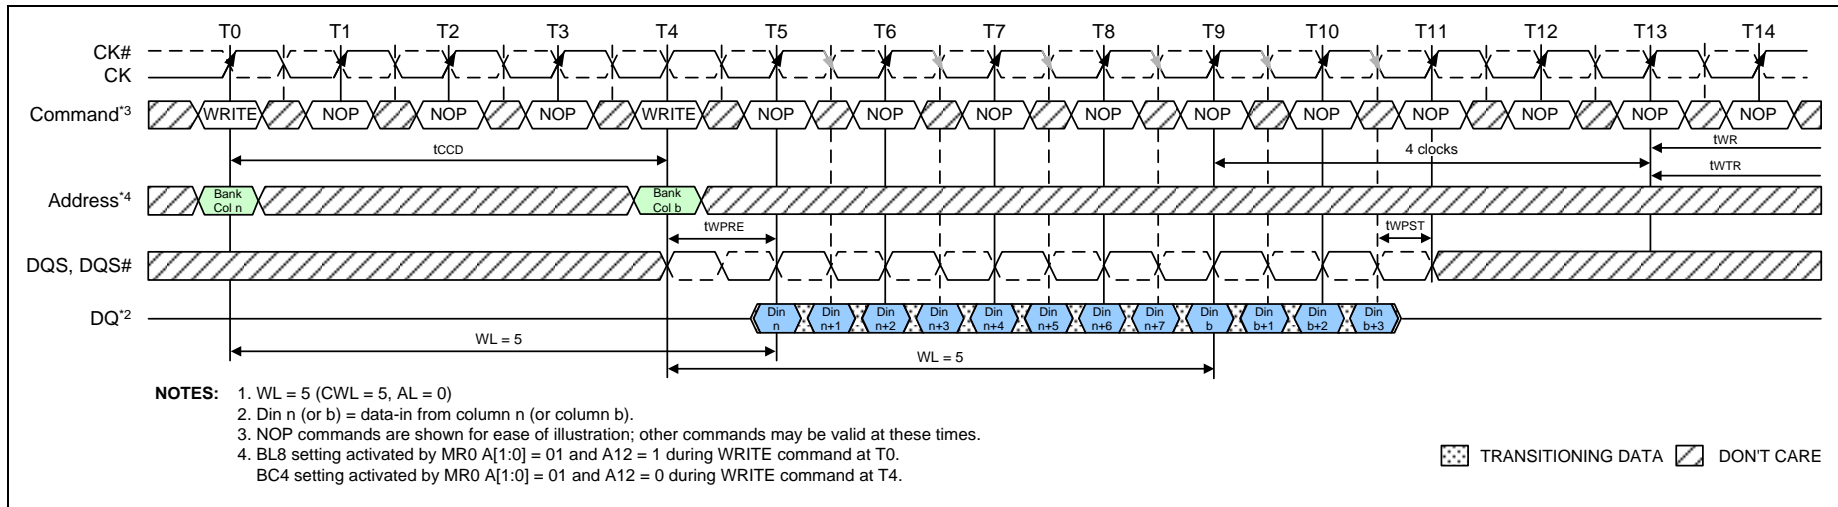 T0 T1 T2 T3 T4 T5 T6 T7 T8 T9 T10 T11 T12 T13 T14
CK#
CK
Command*3 WRITE NOP NOP NOP WRITE NOP NOP NOP NOP NOP NOP NOP NOP NOP NOP
tCCD 4 clocks tWR
tWTR
Address*4 Bank Col n Bank Col b
tWPRE tWPST
DQS, DQS#
DQ*2 Din n Din n+1 Din n+2 Din n+3 Din n+4 Din n+5 Din n+6 Din n+7 Din b Din b+1 Din b+2 Din b+3
WL = 5 WL = 5
NOTES: 1. WL = 5 (CWL = 5, AL = 0)
2. Din n (or b) = data-in from column n (or column b).
3. NOP commands are shown for ease of illustration; other commands may be valid at these times.
4. BL8 setting activated by MR0 A[1:0] = 01 and A12 = 1 during WRITE command at T0.
BC4 setting activated by MR0 A[1:0] = 01 and A12 = 0 during WRITE command at T4.
TRANSITIONING DATA DON'T CARE